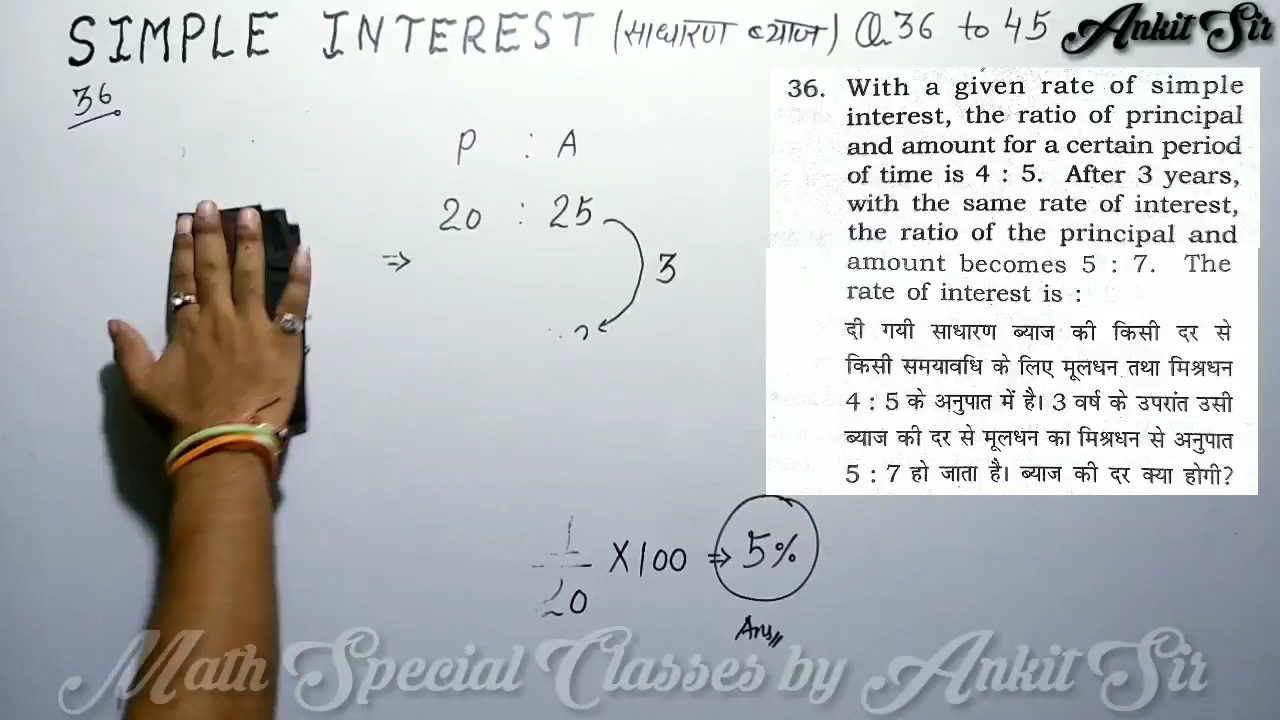 SIMPLE INTEREST (साधारण ब्याज) Q.36 to 45
Ankit Sir
36
P : A
20 : 25
⇒
3
1/20 X100 ⇒ 5%
Ans
36. With a given rate of simple
interest, the ratio of principal
and amount for a certain period
of time is 4 : 5. After 3 years,
with the same rate of interest,
the ratio of the principal and
amount becomes 5 : 7. The
rate of interest is :
दी गयी साधारण ब्याज की किसी दर से
किसी समयावधि के लिए मूलधन तथा मिश्रधन
4 : 5 के अनुपात में है। 3 वर्ष के उपरांत उसी
ब्याज की दर से मूलधन का मिश्रधन से अनुपात
5 : 7 हो जाता है। ब्याज की दर क्या होगी?
Math Special Classes by Ankit Sir